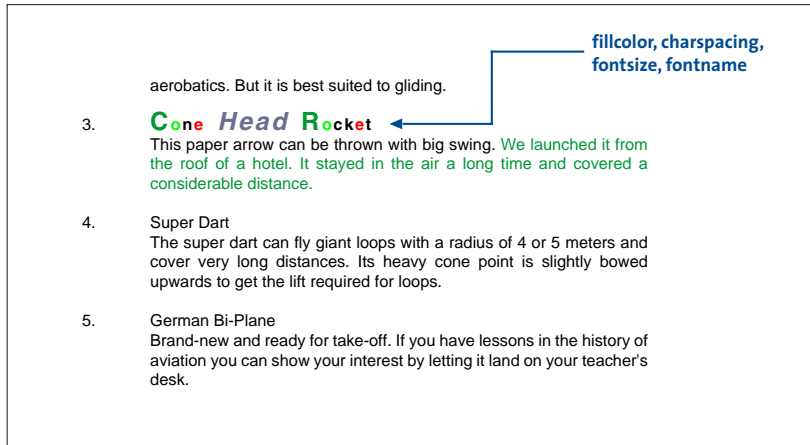 fillcolor, charspacing,
fontsize, fontname
aerobatics. But it is best suited to gliding.
3. Cone Head Rocket
This paper arrow can be thrown with big swing. We launched it from
the roof of a hotel. It stayed in the air a long time and covered a
considerable distance.
4. Super Dart
The super dart can fly giant loops with a radius of 4 or 5 meters and
cover very long distances. Its heavy cone point is slightly bowed
upwards to get the lift required for loops.
5. German Bi-Plane
Brand-new and ready for take-off. If you have lessons in the history of
aviation you can show your interest by letting it land on your teacher's
desk.